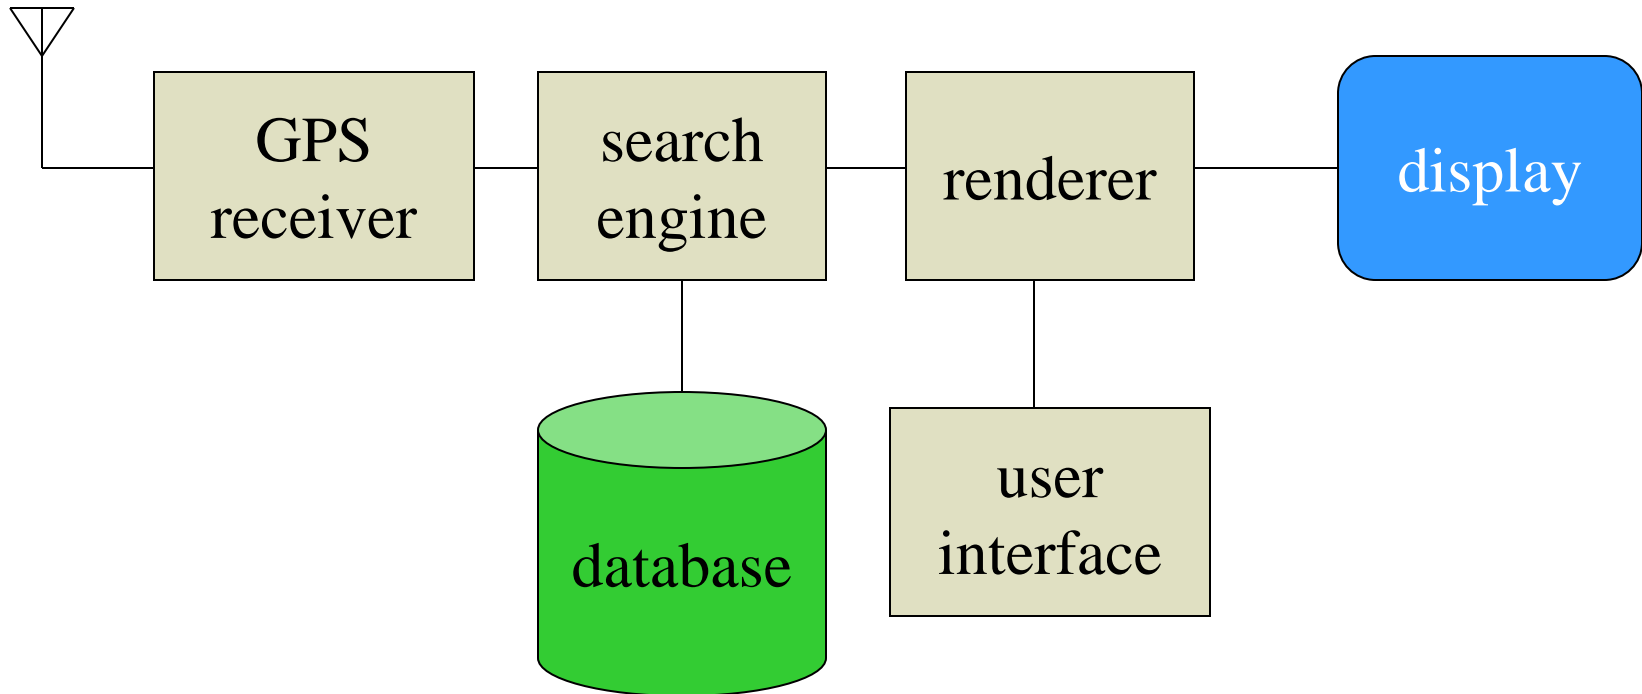 GPS
receiver
search
engine
renderer
display
database
user
interface